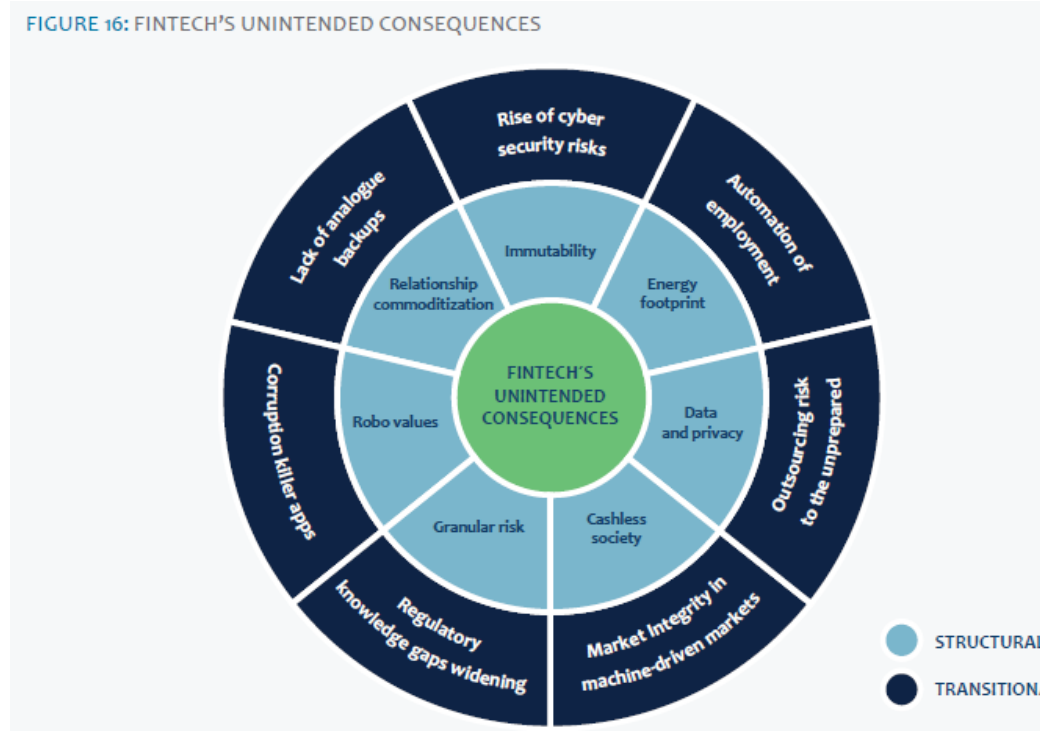 FIGURE 16: FINTECH'S UNINTENDED CONSEQUENCES
Rise of cyber
security risks
Automation of
employment
Outsourcing risk
to the unprepared
Market Integrity in
machine-driven markets
Regulatory
knowledge gaps widening
Corruption killer apps
Lack of analogue
backups
Immutability
Energy
footprint
Data
and privacy
Cashless
society
Granular risk
Robo values
Relationship
commoditization
FINTECH´S
UNINTENDED
CONSEQUENCES
STRUCTURAL
TRANSITIONA